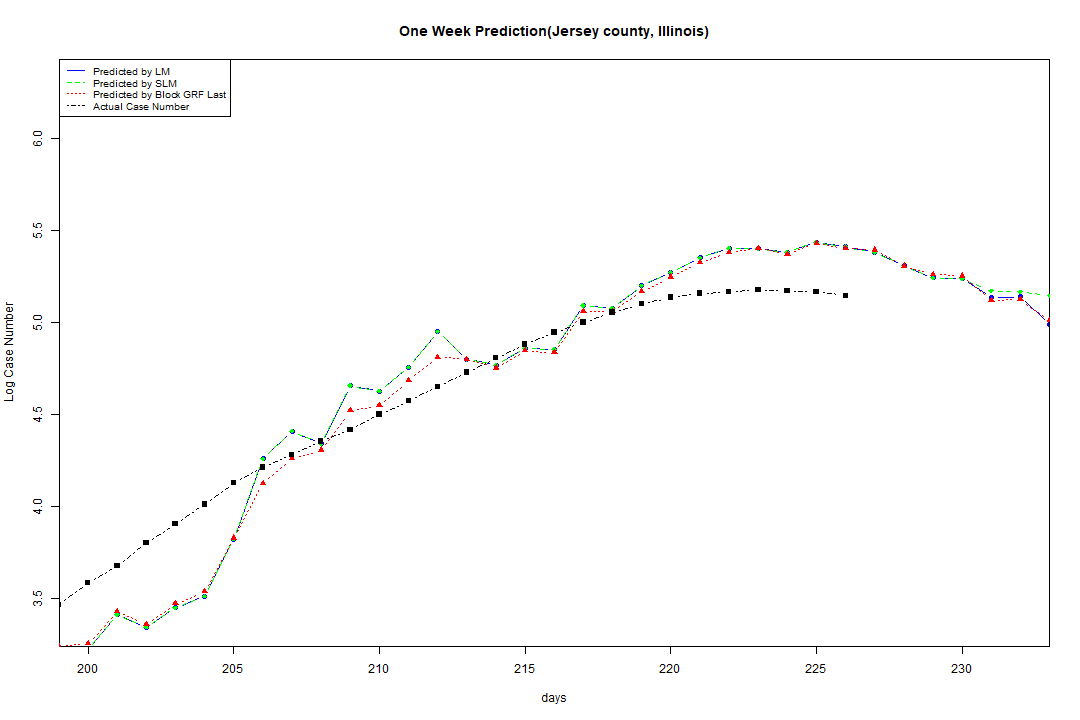 One Week Prediction(Jersey county, Illinois)
Predicted by LM
Predicted by SLM
Predicted by Block GRF Last
Actual Case Number
Log Case Number
6.0
5.5
5.0
4.5
4.0
3.5
200 205 210 215 220 225 230
days